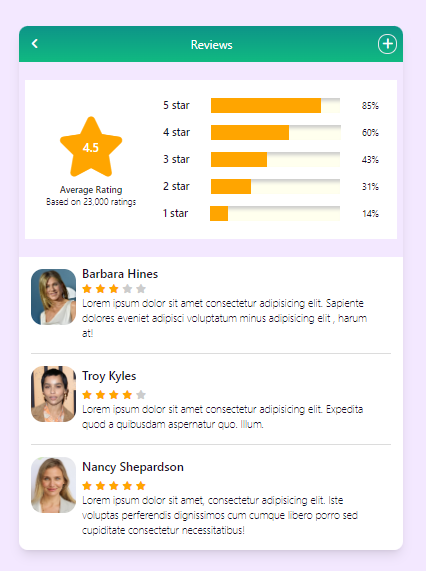 Reviews
4.5
Average Rating
Based on 23.000 ratings
5 star 85%
4 star 60%
3 star 43%
2 star 31%
1 star 14%
Barbara Hines
Lorem ipsum dolor sit amet consectetur adipisicing elit. Sapiente
dolores eveniet adipisci voluptatum minus adipisicing elit , harum
at!
Troy Kyles
Lorem ipsum dolor sit amet consectetur adipisicing elit. Expedita
quod a quibusdam aspernatur quo. Illum.
Nancy Shepardson
Lorem ipsum dolor sit amet, consectetur adipisicing elit. Iste
voluptas perferendis dignissimos cum cumque libero porro sed
cupiditate consectetur necessitatibus!